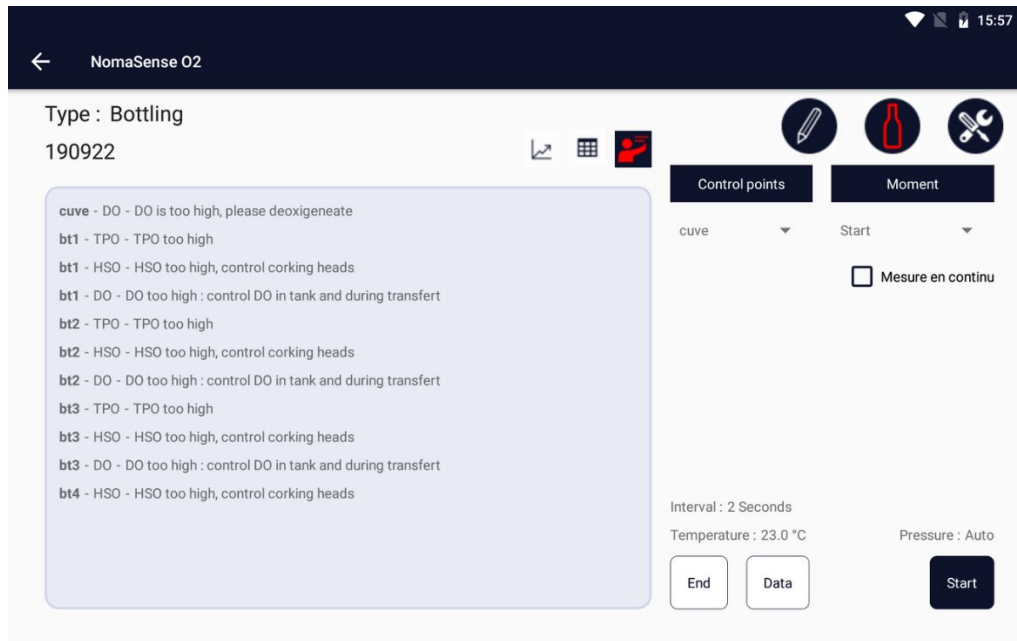 15:57
NomaSense O2
Type : Bottling
190922
cuve - DO - DO is too high, please deoxigeneate
bt1 - TPO - TPO too high
bt1 - HSO - HSO too high, control corking heads
bt1 - DO - DO too high : control DO in tank and during transfert
bt2 - TPO - TPO too high
bt2 - HSO - HSO too high, control corking heads
bt2 - DO - DO too high : control DO in tank and during transfert
bt3 - TPO - TPO too high
bt3 - HSO - HSO too high, control corking heads
bt3 - DO - DO too high : control DO in tank and during transfert
bt4 - HSO - HSO too high, control corking heads
Control points Moment
cuve Start
Mesure en continu
Interval : 2 Seconds
Temperature : 23.0 °C Pressure : Auto
End Data Start